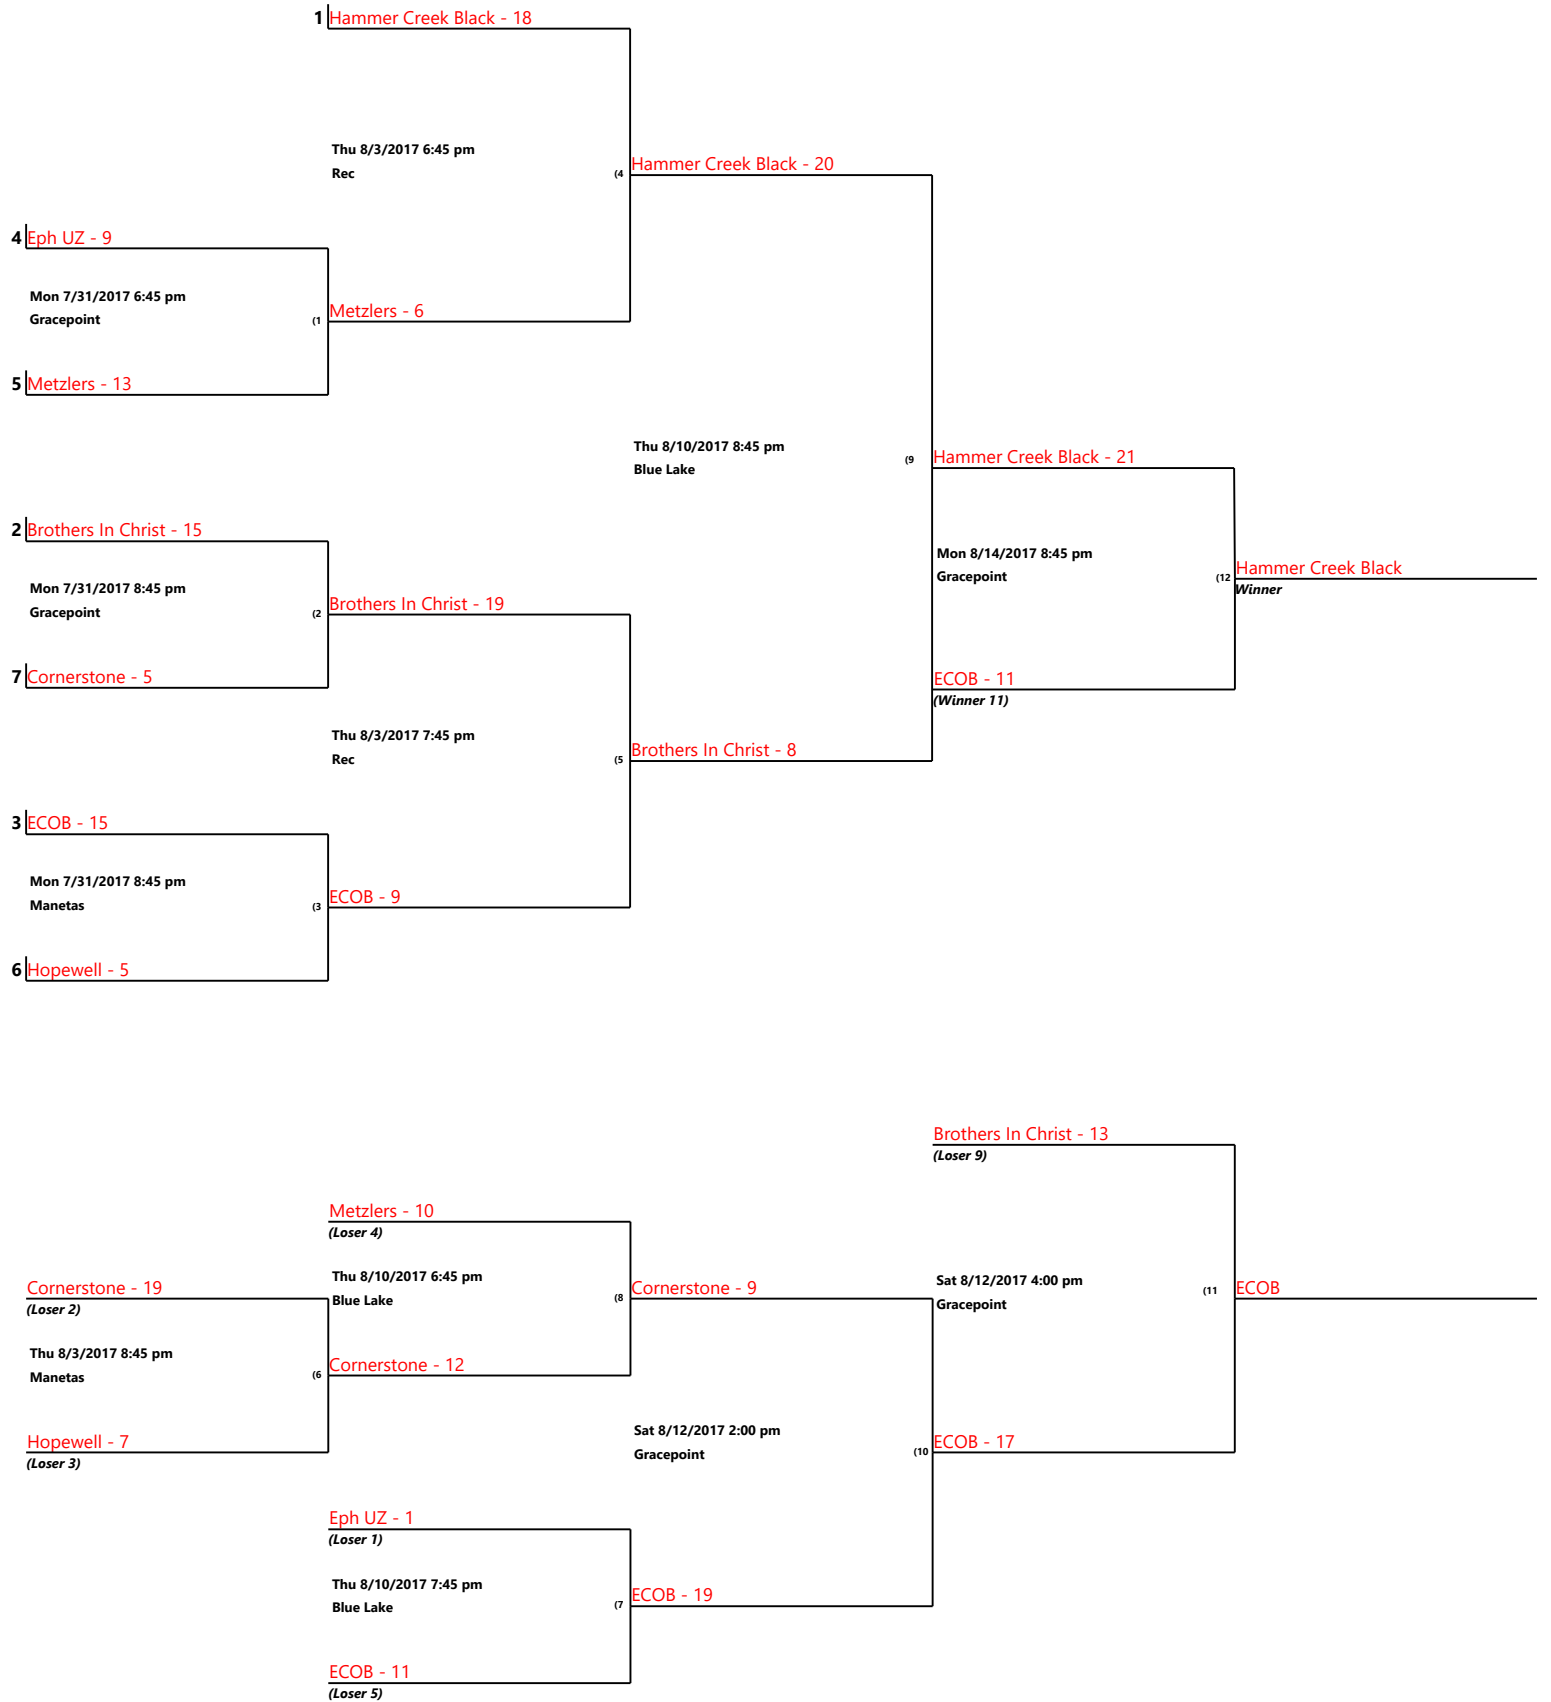 1 Hammer Creek Black - 18
Thu 8/3/2017 6:45 pm
Rec
(4 Hammer Creek Black - 20
4 Eph UZ - 9
Mon 7/31/2017 6:45 pm
Gracepoint
(1 Metzlers - 6
5 Metzlers - 13
Thu 8/10/2017 8:45 pm
Blue Lake
(9 Hammer Creek Black - 21
2 Brothers In Christ - 15
Mon 7/31/2017 8:45 pm
Gracepoint
(2 Brothers In Christ - 19
Mon 8/14/2017 8:45 pm
Gracepoint
(12 Hammer Creek Black
Winner
7 Cornerstone - 5
ECOB - 11
(Winner 11)
Thu 8/3/2017 7:45 pm
Rec
(5 Brothers In Christ - 8
3 ECOB - 15
Mon 7/31/2017 8:45 pm
Manetas
(3 ECOB - 9
6 Hopewell - 5
Brothers In Christ - 13
(Loser 9)
Metzlers - 10
(Loser 4)
Thu 8/10/2017 6:45 pm
Blue Lake
(8 Cornerstone - 9
Sat 8/12/2017 4:00 pm
Gracepoint
(11 ECOB
Cornerstone - 19
(Loser 2)
Thu 8/3/2017 8:45 pm
Manetas
(6 Cornerstone - 12
Sat 8/12/2017 2:00 pm
Gracepoint
(10 ECOB - 17
Hopewell - 7
(Loser 3)
Eph UZ - 1
(Loser 1)
Thu 8/10/2017 7:45 pm
Blue Lake
(7 ECOB - 19
ECOB - 11
(Loser 5)